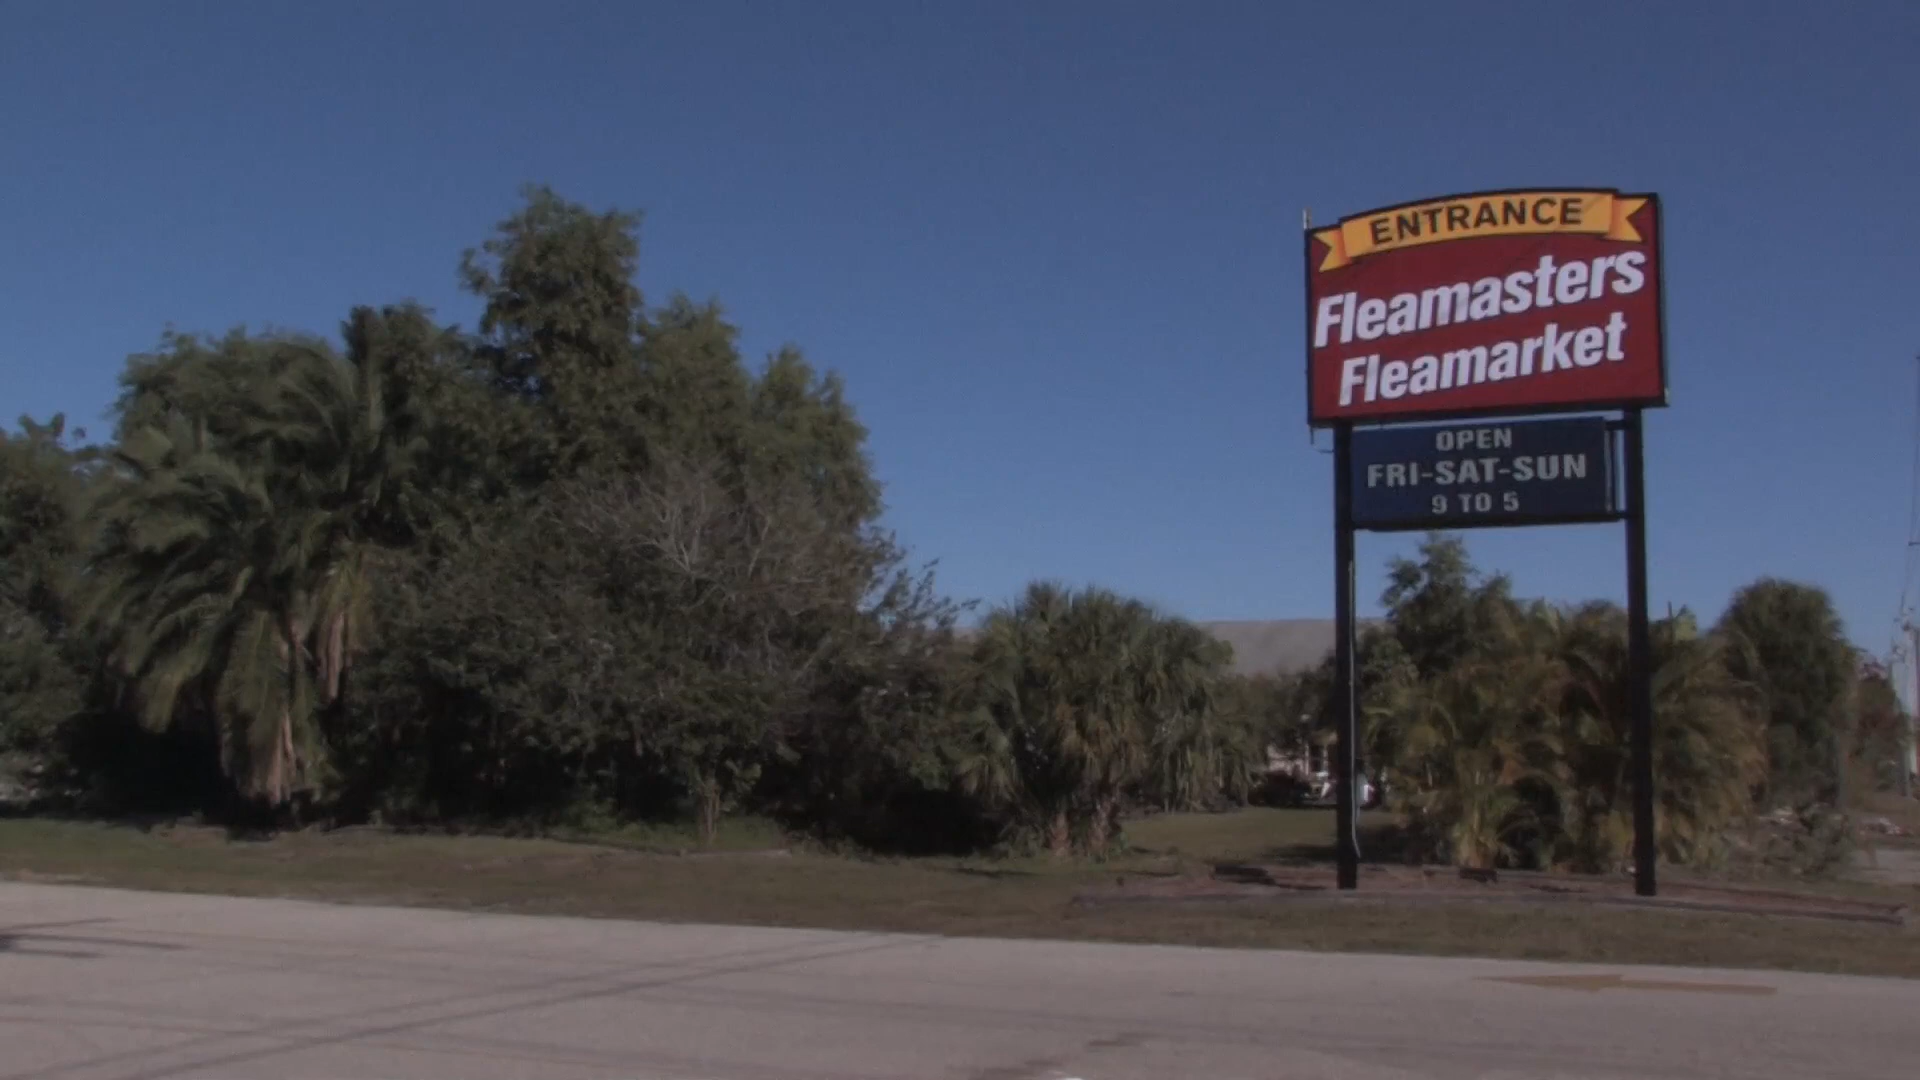 ENTRANCE
Fleamasters
Fleamarket
OPEN
FRI-SAT-SUN
9 TO 5